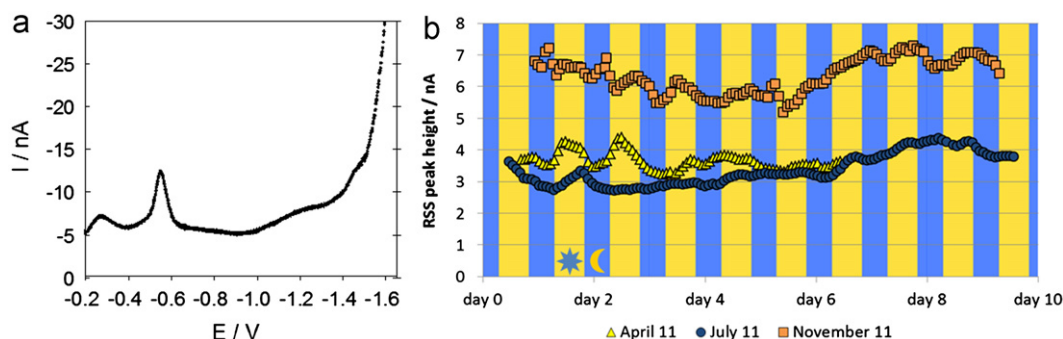 a
I / nA
-30
-25
-20
-15
-10
-5
0
-0.2 -0.4 -0.6 -0.8 -1.0 -1.2 -1.4 -1.6
E / V
b
RSS peak height / nA
8
7
6
5
4
3
2
1
0
day 0 day 2 day 4 day 6 day 8 day 10
April 11 July 11 November 11